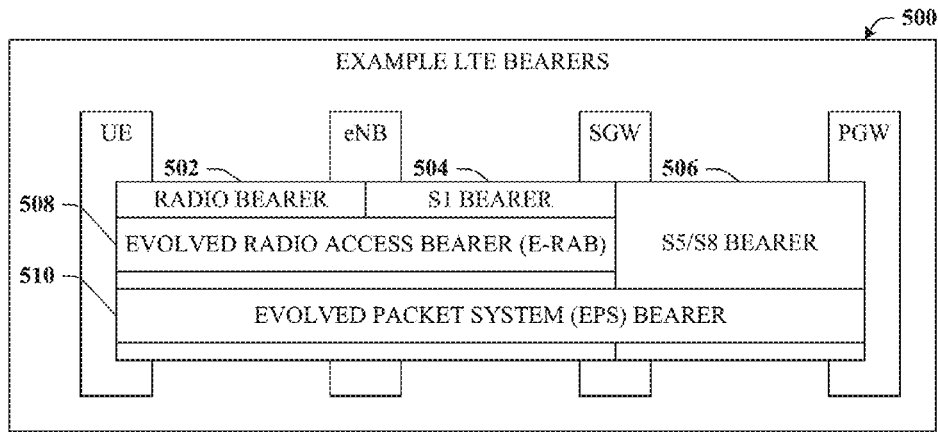 500
EXAMPLE LTE BEARERS
UE eNB SGW PGW
502 504 506
RADIO BEARER S1 BEARER
508
EVOLVED RADIO ACCESS BEARER (E-RAB) S5/S8 BEARER
510
EVOLVED PACKET SYSTEM (EPS) BEARER